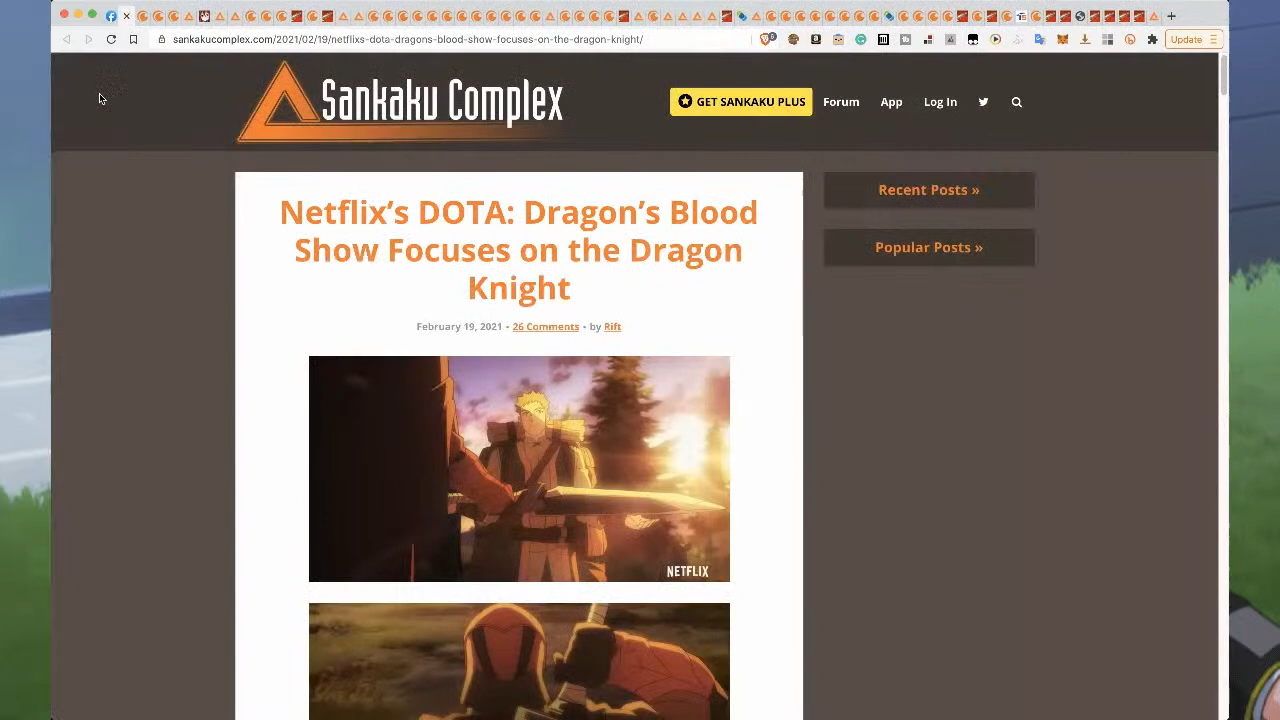 sankakucomplex.com/2021/02/19/netflixs-dota-dragons-blood-show-focuses-on-the-dragon-knight/
Update
Sankaku Complex
GET SANKAKU PLUS
Forum
App
Log In
Netflix's DOTA: Dragon's Blood
Show Focuses on the Dragon
Knight
February 19, 2021 • 26 Comments • by Rift
Recent Posts »
Popular Posts »
NETFLIX